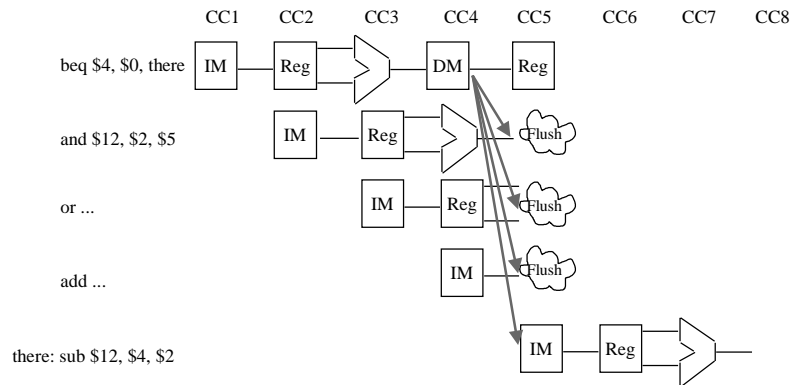 CC1 CC2 CC3 CC4 CC5 CC6 CC7 CC8
beq $4, $0, there IM Reg DM Reg
and $12, $2, $5 IM Reg Flush
or ... IM Reg Flush
add ... IM Flush
there: sub $12, $4, $2 IM Reg